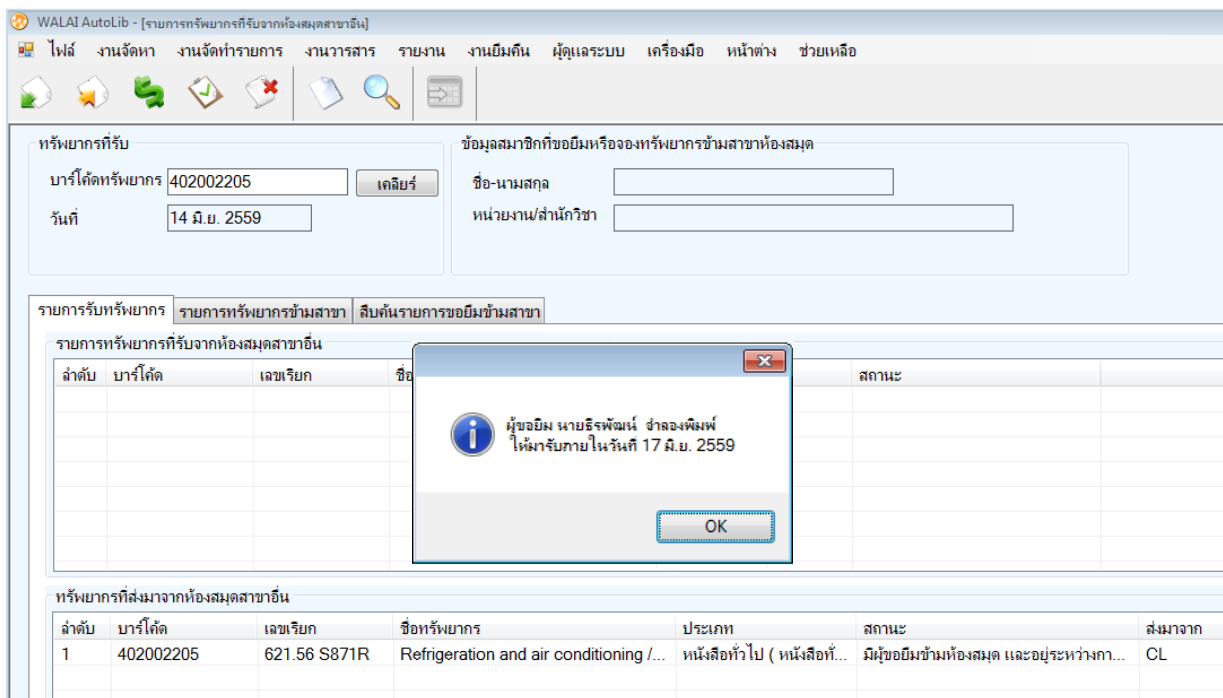 WALAI AutoLib - [รายการทรัพยากรที่รับจากห้องสมุดสาขาอื่น]
ไฟล์ งานจัดหา งานจัดทำรายการ งานวารสาร รายงาน งานยืมคืน ผู้ดูแลระบบ เครื่องมือ หน้าต่าง ช่วยเหลือ
ทรัพยากรที่รับ
บาร์โค้ดทรัพยากร 402002205 เคลียร์
วันที่ 14 มิ.ย. 2559
ข้อมูลสมาชิกที่ขอยืมหรือจองทรัพยากรข้ามสาขาห้องสมุด
ชื่อ-นามสกุล
หน่วยงาน/สำนักวิชา
รายการรับทรัพยากร รายการทรัพยากรข้ามสาขา สืบค้นรายการขอยืมข้ามสาขา
รายการทรัพยากรที่รับจากห้องสมุดสาขาอื่น
ลำดับ บาร์โค้ด เลขเรียก ชื่อ สถานะ
ผู้ขอยืม นายธิรพัฒน์ จำลองพิมพ์
ให้มารับภายในวันที่ 17 มิ.ย. 2559
OK
ทรัพยากรที่ส่งมาจากห้องสมุดสาขาอื่น
ลำดับ บาร์โค้ด เลขเรียก ชื่อทรัพยากร ประเภท สถานะ ส่งมาจาก
1 402002205 621.56 S871R Refrigeration and air conditioning /... หนังสือทั่วไป ( หนังสือทั่... มีผู้ขอยืมข้ามห้องสมุด และอยู่ระหว่างกา... CL